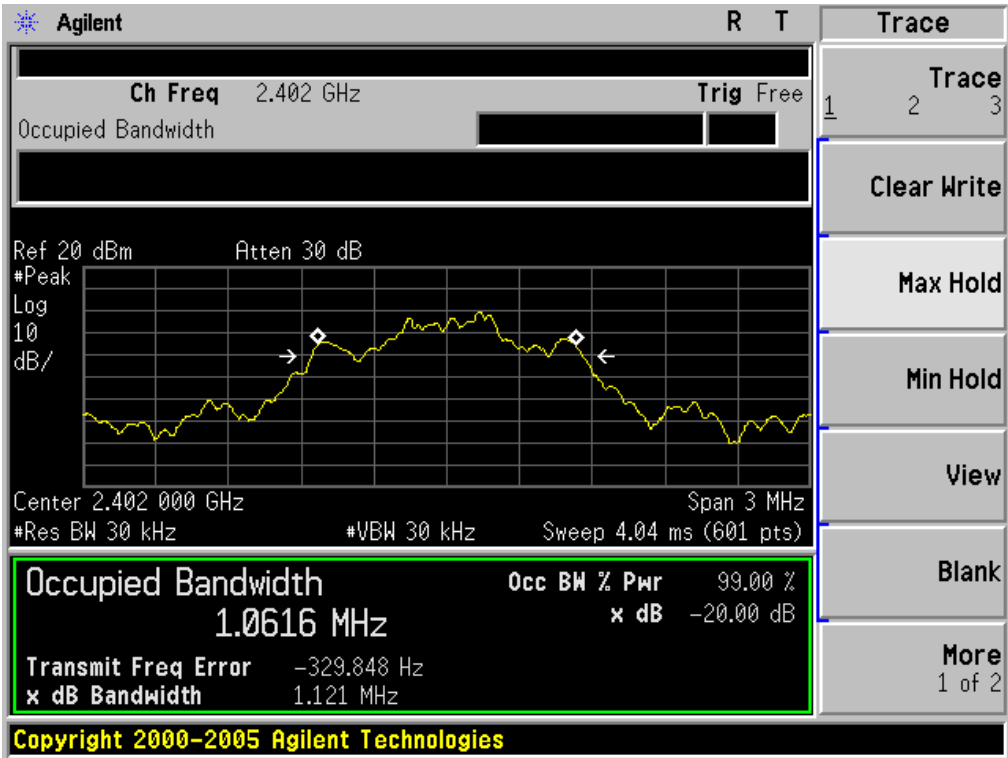 Agilent R T Trace
Ch Freq 2.402 GHz Trig Free
Occupied Bandwidth
Trace
1 2 3
Clear Write
Max Hold
Min Hold
View
Blank
More
1 of 2
Ref 20 dBm Atten 30 dB
#Peak
Log
10
dB/
Center 2.402 000 GHz Span 3 MHz
#Res BW 30 kHz #VBW 30 kHz Sweep 4.04 ms (601 pts)
Occupied Bandwidth Occ BW % Pwr 99.00 %
1.0616 MHz x dB -20.00 dB
Transmit Freq Error -329.848 Hz
x dB Bandwidth 1.121 MHz
Copyright 2000-2005 Agilent Technologies